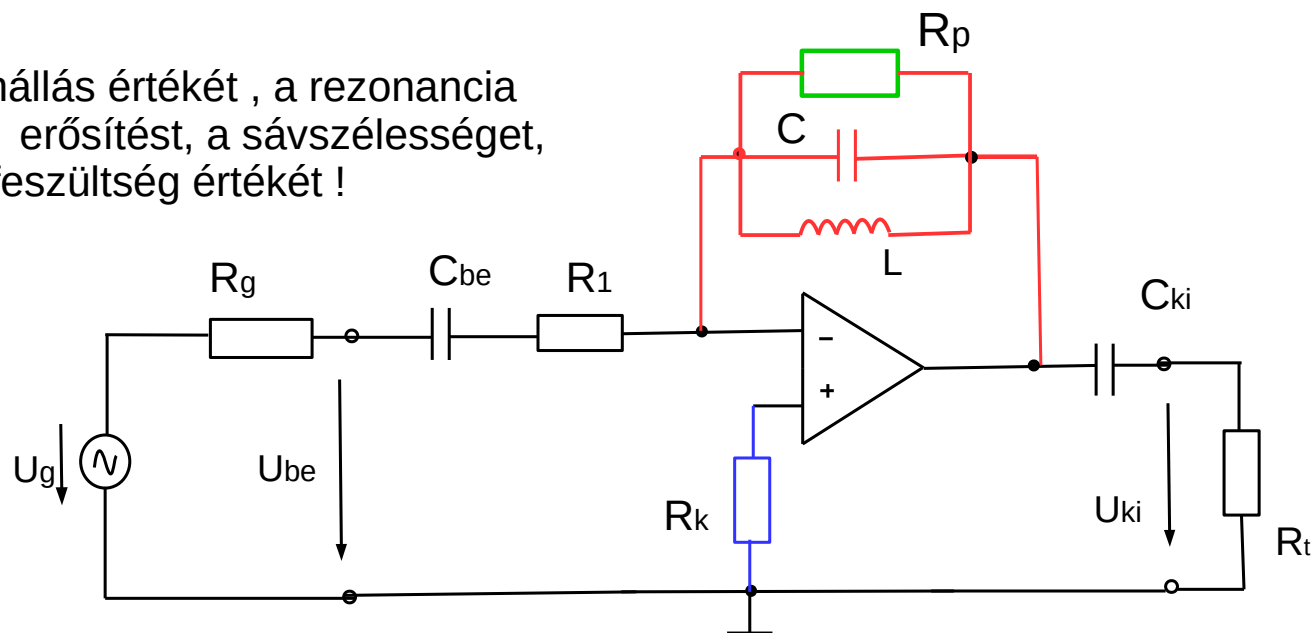 Rp
nállás értékét , a rezonancia
erősítést, a sávszélességet,
feszültség értékét !
C
L
Rg
Cbe
R1
Cki
−
+
Ug
Ube
Rk
Uki
Rt